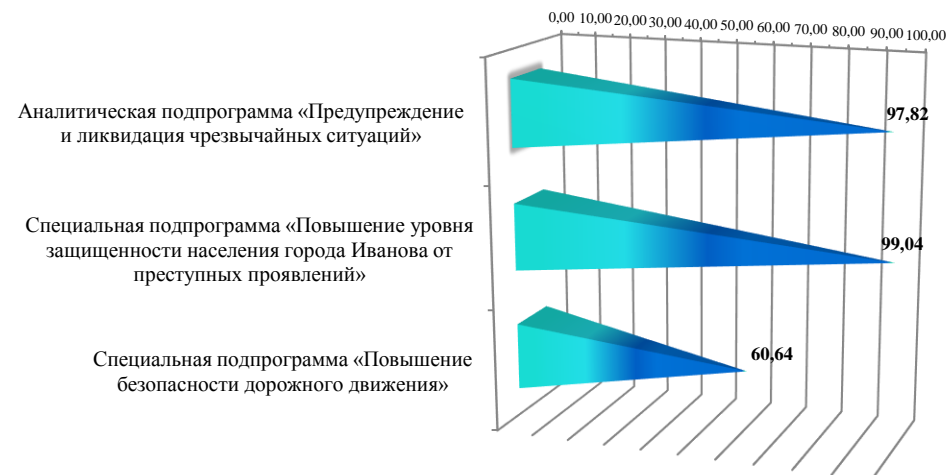 0,00 10,00 20,00 30,00 40,00 50,00 60,00 70,00 80,00 90,00 100,00
Аналитическая подпрограмма «Предупреждение
и ликвидация чрезвычайных ситуаций»
97,82
Специальная подпрограмма «Повышение уровня
защищенности населения города Иванова от
преступных проявлений»
99,04
Специальная подпрограмма «Повышение
безопасности дорожного движения»
60,64